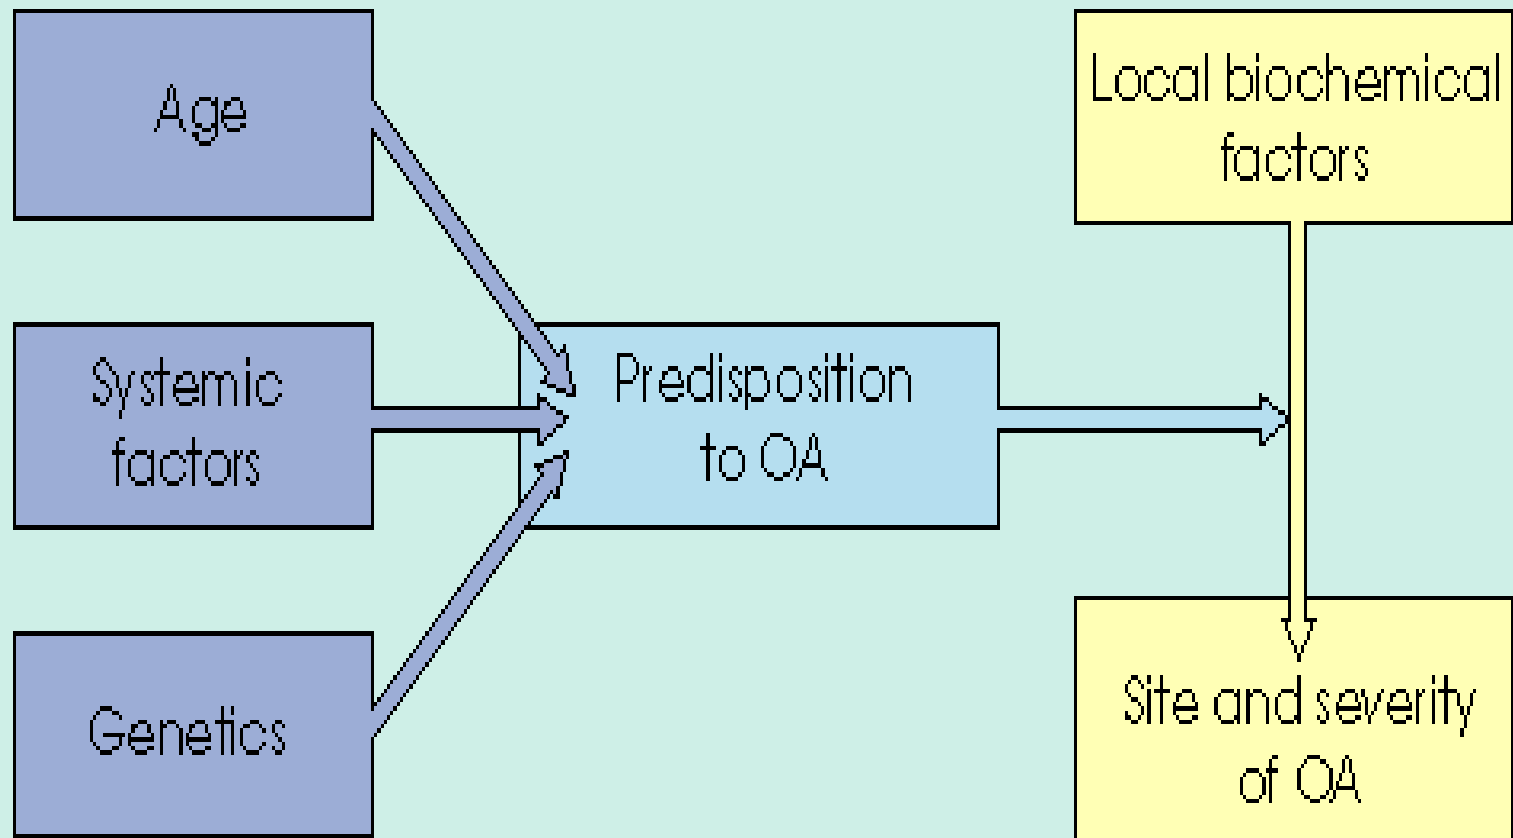 Age
Local biochemical
factors
Systemic
factors
Predisposition
to OA
Genetics
Site and severity
of OA